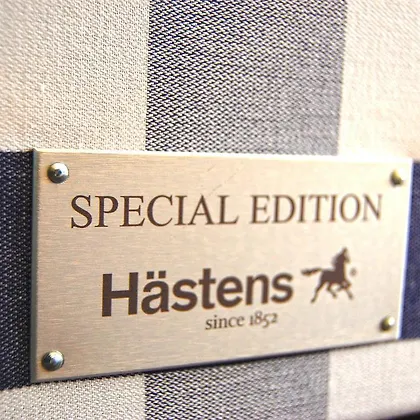 SPECIAL EDITION
Hästens
since 1852